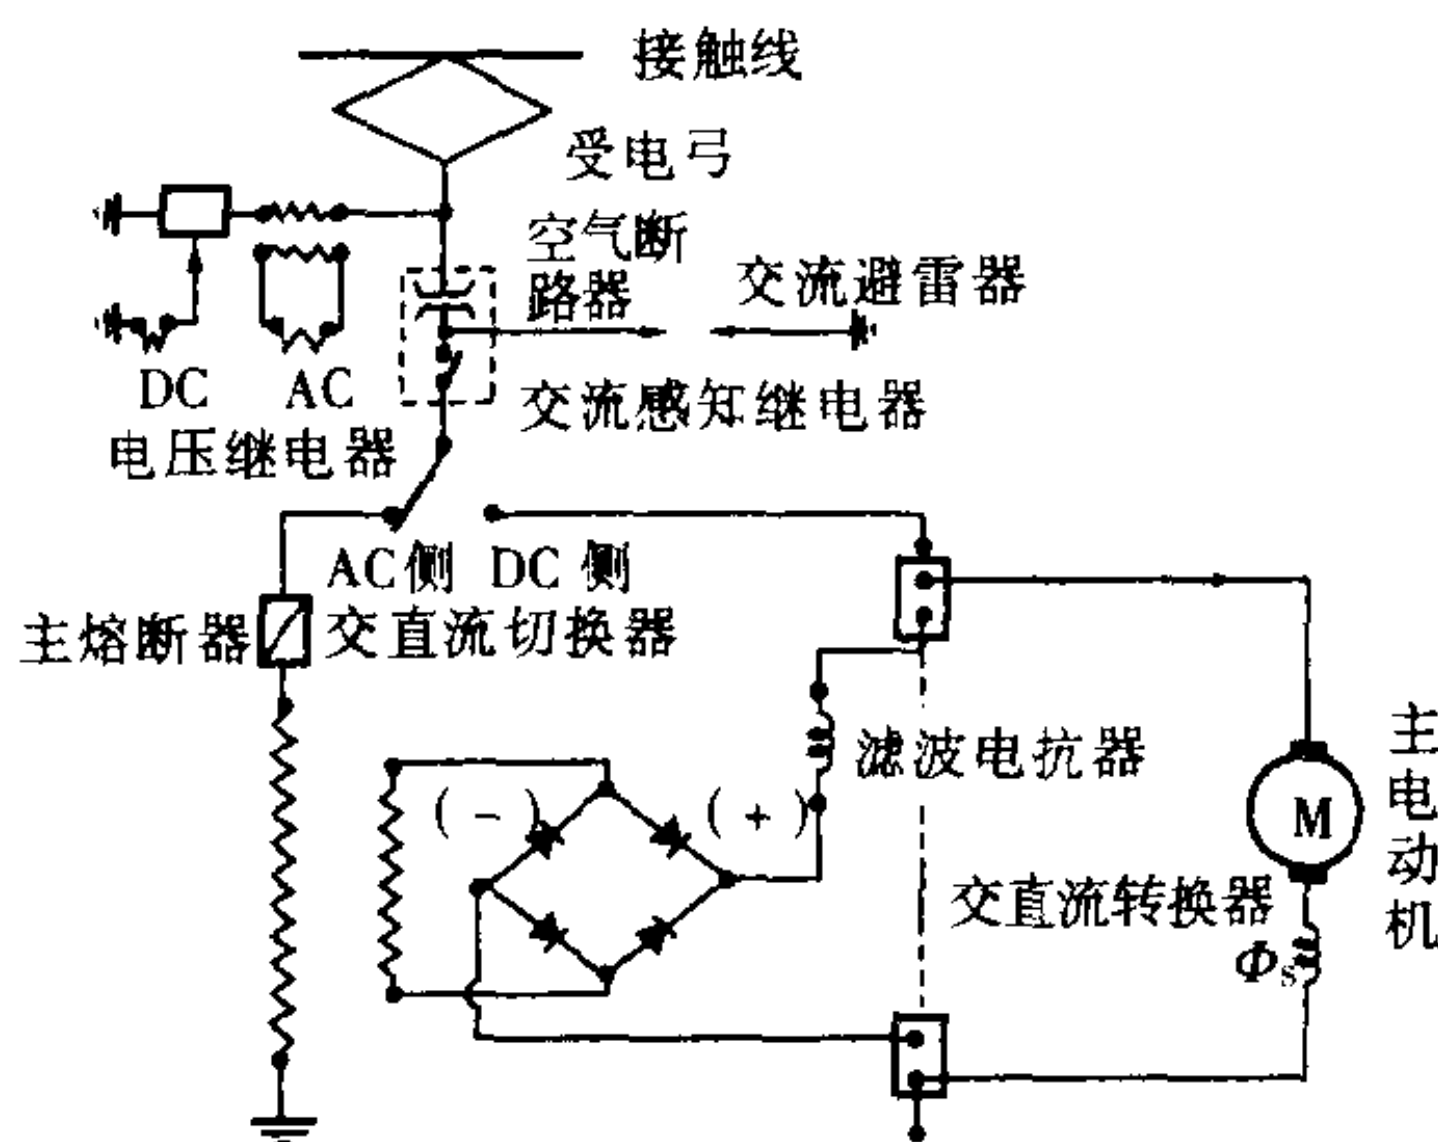 接触线
受电弓
空气断
路器
交流避雷器
DC
AC
交流感知继电器
电压继电器
AC侧
DC侧
主熔断器
交直流切换器
滤波电抗器
(-)
(+)
主电动机
M
交直流转换器
Φs